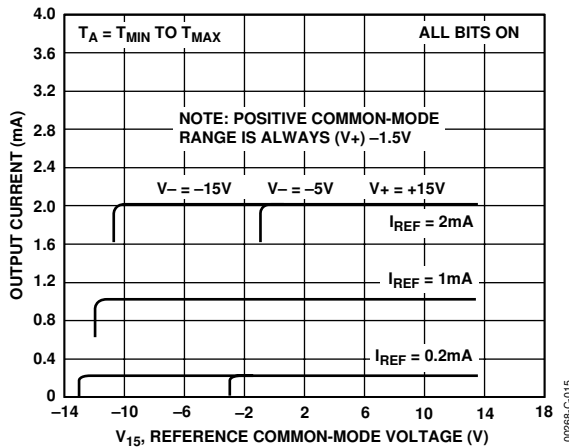 4.0
3.6
3.2
2.8
2.4
2.0
1.6
1.2
0.8
0.4
0
OUTPUT CURRENT (mA)
TA = TMIN TO TMAX
ALL BITS ON
NOTE: POSITIVE COMMON-MODE
RANGE IS ALWAYS (V+) –1.5V
V– = –15V
V– = –5V
V+ = +15V
IREF = 2mA
IREF = 1mA
IREF = 0.2mA
–14
–10
–6
–2
2
6
10
14
18
V15, REFERENCE COMMON-MODE VOLTAGE (V)
00268-C-015